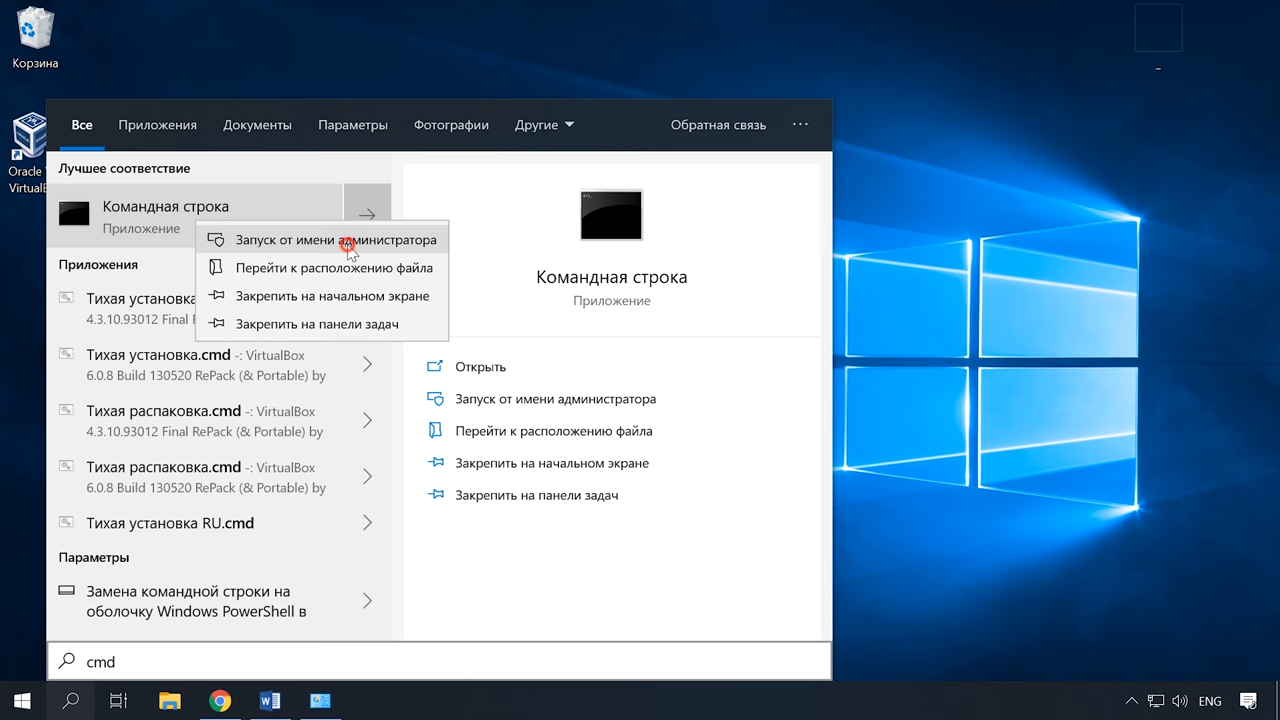 Корзина
Oracle
VirtualB
Все Приложения Документы Параметры Фотографии Другие Обратная связь ...
Лучшее соответствие
Командная строка
Приложение
Запуск от имени администратора
Перейти к расположению файла
Закрепить на начальном экране
Закрепить на панели задач
Приложения
Тихая установка
4.3.10.93012 Final R
Тихая установка.cmd -: VirtualBox
6.0.8 Build 130520 RePack (& Portable) by
Тихая распаковка.cmd -: VirtualBox
4.3.10.93012 Final RePack (& Portable) by
Тихая распаковка.cmd -: VirtualBox
6.0.8 Build 130520 RePack (& Portable) by
Тихая установка RU.cmd
Параметры
Замена командной строки на
оболочку Windows PowerShell в
Командная строка
Приложение
Открыть
Запуск от имени администратора
Перейти к расположению файла
Закрепить на начальном экране
Закрепить на панели задач
cmd
ENG